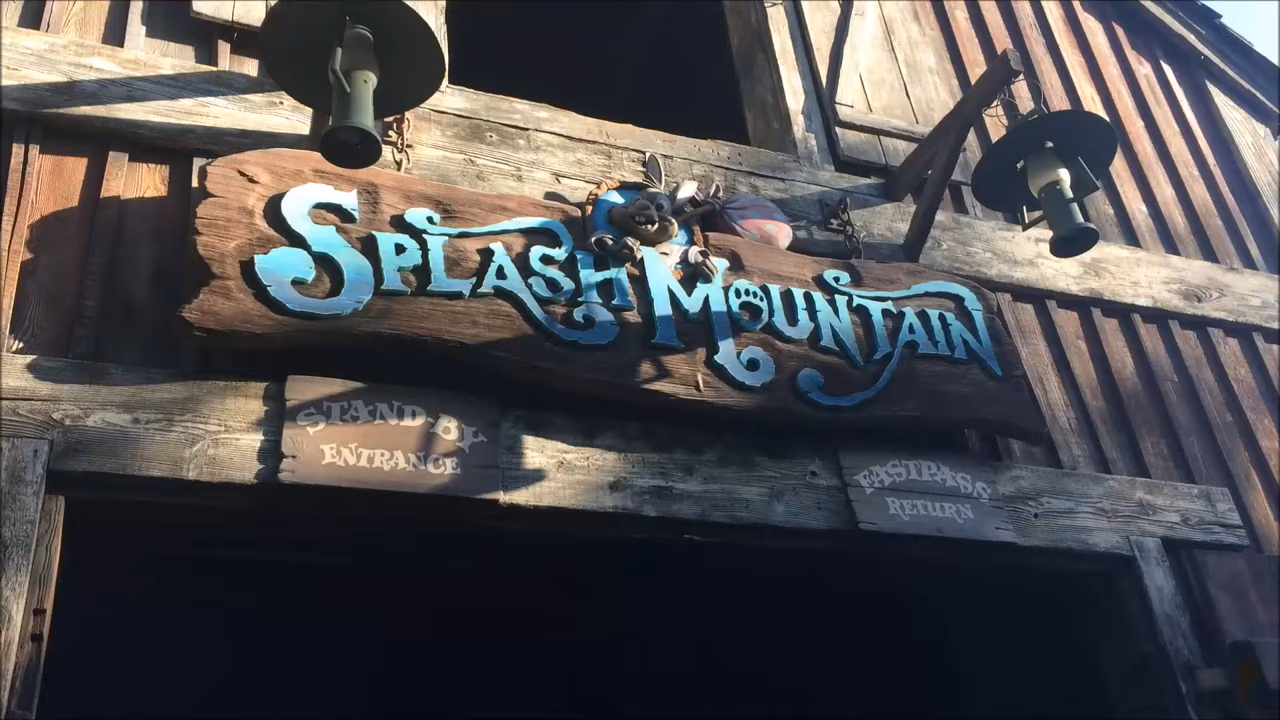 SPLASH MOUNTAIN
STAND-BY
ENTRANCE
FASTPASS
RETURN